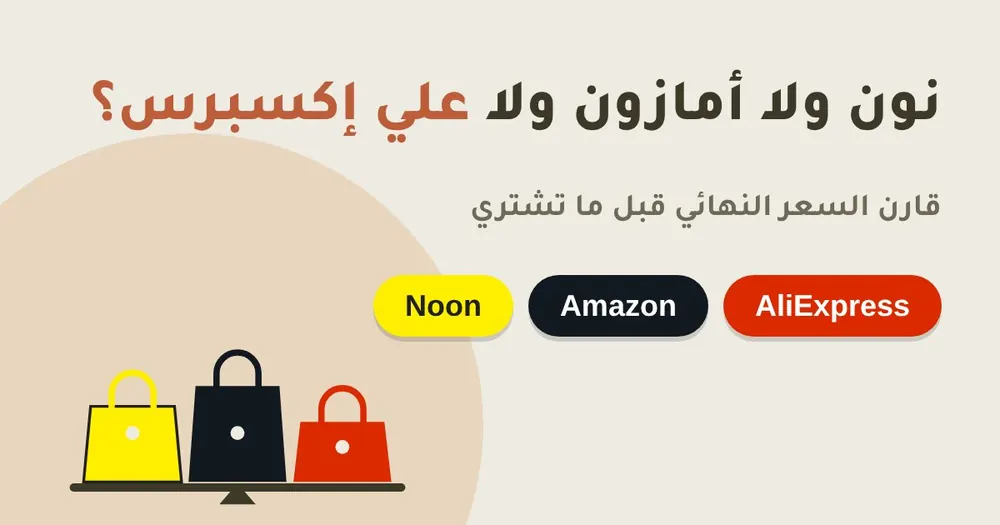 نون ولا أمازون ولا علي إكسبرس؟
قارن السعر النهائي قبل ما تشتري
Noon Amazon AliExpress